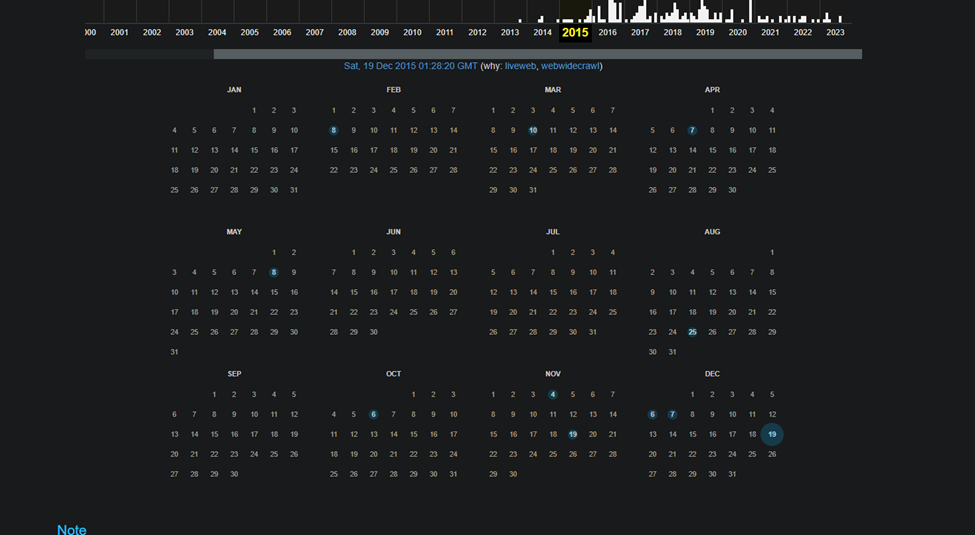 00 2001 2002 2003 2004 2005 2006 2007 2008 2009 2010 2011 2012 2013 2014 2015 2016 2017 2018 2019 2020 2021 2022 2023
Sat, 19 Dec 2015 01:28:20 GMT (why: liveweb, webwidecrawl)
JAN
1 2 3
4 5 6 7 8 9 10
11 12 13 14 15 16 17
18 19 20 21 22 23 24
25 26 27 28 29 30 31
FEB
1 2 3 4 5 6 7
8 9 10 11 12 13 14
15 16 17 18 19 20 21
22 23 24 25 26 27 28
MAR
1 2 3 4 5 6 7
8 9 10 11 12 13 14
15 16 17 18 19 20 21
22 23 24 25 26 27 28
29 30 31
APR
1 2 3 4
5 6 7 8 9 10 11
12 13 14 15 16 17 18
19 20 21 22 23 24 25
26 27 28 29 30
MAY
1 2
3 4 5 6 7 8 9
10 11 12 13 14 15 16
17 18 19 20 21 22 23
24 25 26 27 28 29 30
31
JUN
1 2 3 4 5 6
7 8 9 10 11 12 13
14 15 16 17 18 19 20
21 22 23 24 25 26 27
28 29 30
JUL
1 2 3 4
5 6 7 8 9 10 11
12 13 14 15 16 17 18
19 20 21 22 23 24 25
26 27 28 29 30 31
AUG
1
2 3 4 5 6 7 8
9 10 11 12 13 14 15
16 17 18 19 20 21 22
23 24 25 26 27 28 29
30 31
SEP
1 2 3 4 5
6 7 8 9 10 11 12
13 14 15 16 17 18 19
20 21 22 23 24 25 26
27 28 29 30
OCT
1 2 3
4 5 6 7 8 9 10
11 12 13 14 15 16 17
18 19 20 21 22 23 24
25 26 27 28 29 30 31
NOV
1 2 3 4 5 6 7
8 9 10 11 12 13 14
15 16 17 18 19 20 21
22 23 24 25 26 27 28
29 30
DEC
1 2 3 4 5
6 7 8 9 10 11 12
13 14 15 16 17 18 19
20 21 22 23 24 25 26
27 28 29 30 31
Note